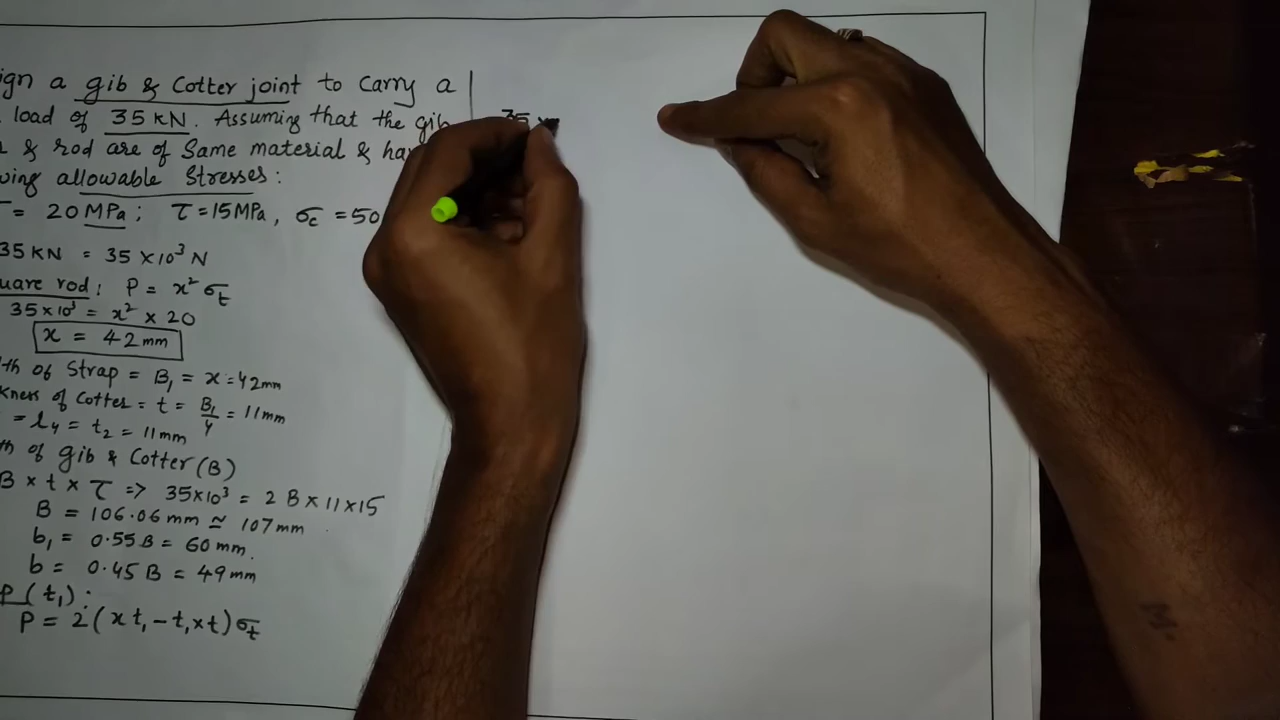 ign a gib & Cotter joint to Carry a
load of 35 KN. Assuming that the gib
& rod are of Same material & ha
wing allowable Stresses:
= 20 MPa; τ = 15 MPa, σc = 50
35 KN = 35 × 10³ N
uare rod: P = x² σt
35 × 10³ = x² × 20
x = 42 mm
th of Strap = B₁ = x = 42 mm
kness of Cotter = t = B₁/4 = 11 mm
= l₄ = t₂ = 11 mm
th of gib & Cotter (B)
B × t × τ => 35×10³ = 2 B × 11 × 15
B = 106.06 mm ≃ 107 mm
b₁ = 0.55 B = 60 mm.
b = 0.45 B = 49 mm
P (t₁):
P = 2 (x t₁ - t₁ × t) σt
35 ×